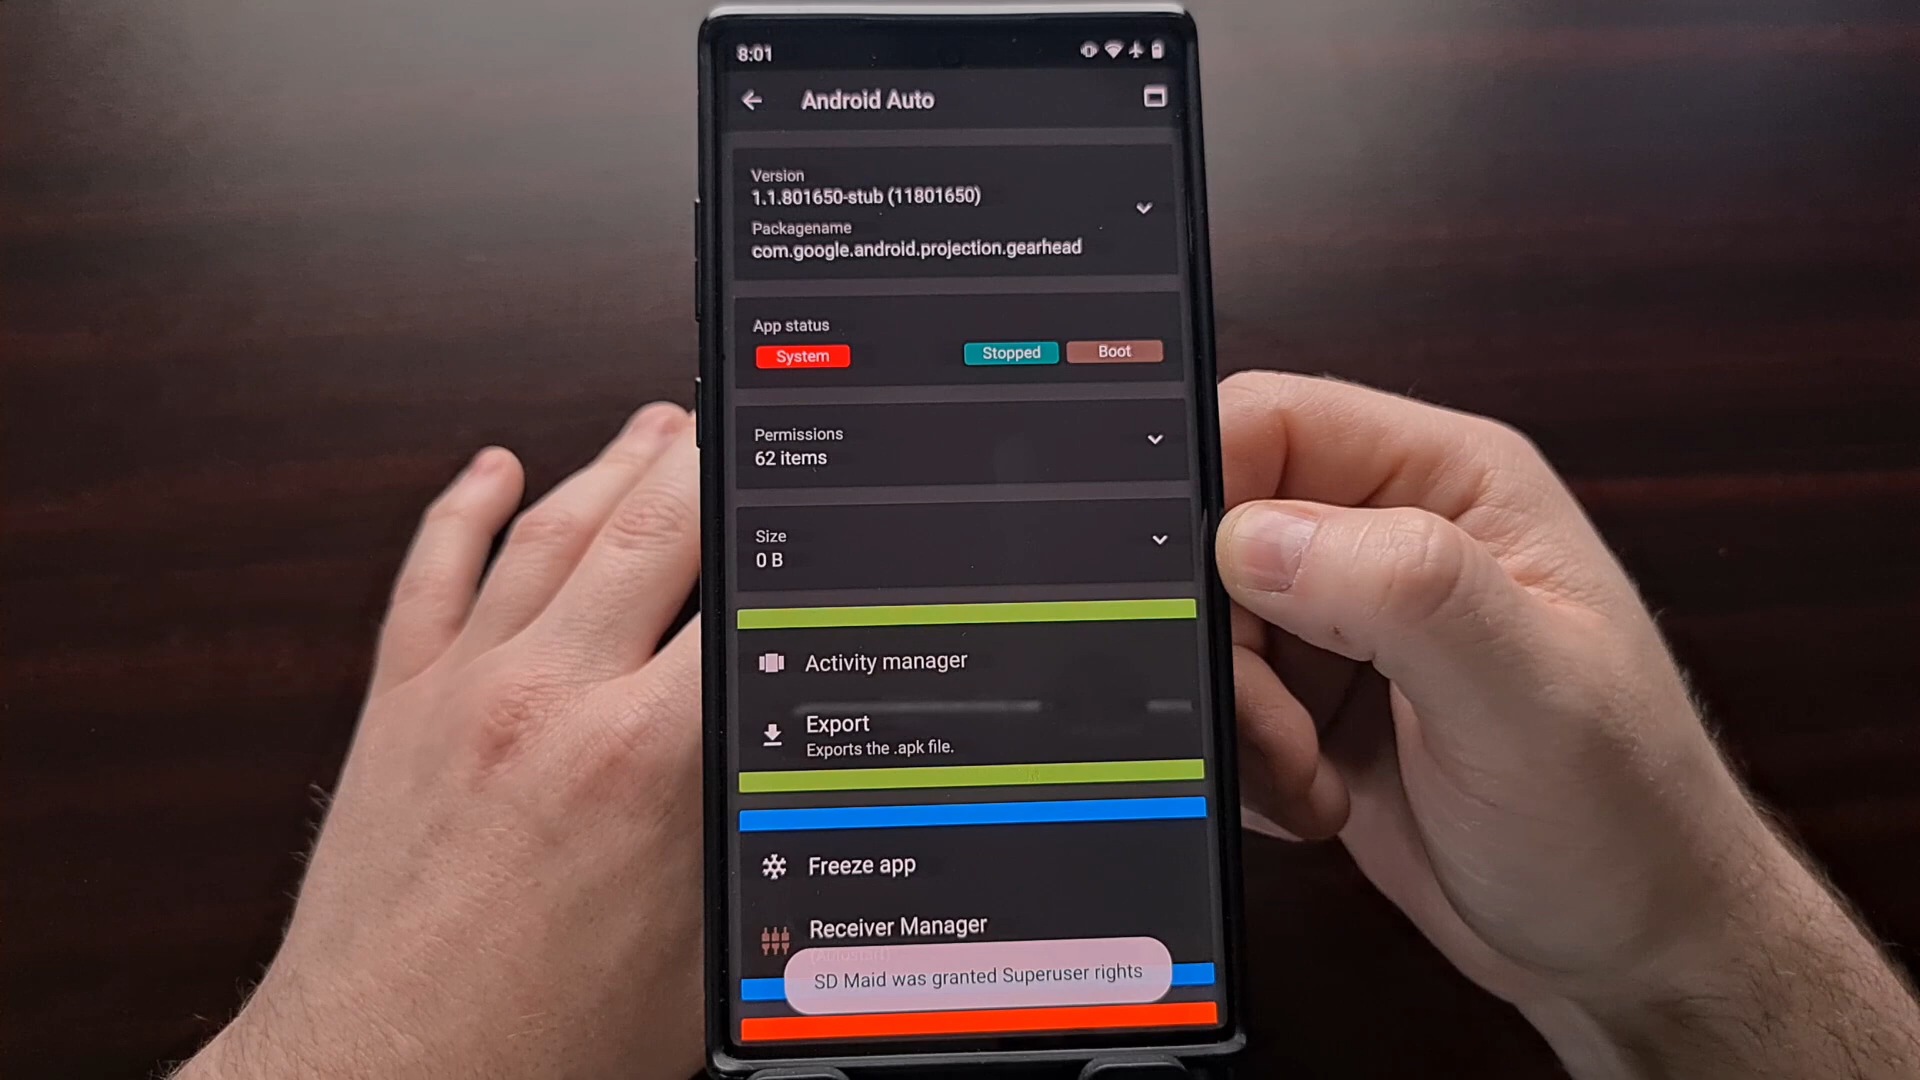 8:01
Android Auto
Version
1.1.801650-stub (11801650)
Packagename
com.google.android.projection.gearhead
App status
System
Stopped
Boot
Permissions
62 items
Size
0 B
Activity manager
Export
Exports the .apk file.
Freeze app
Receiver Manager
(Autostart)
SD Maid was granted Superuser rights